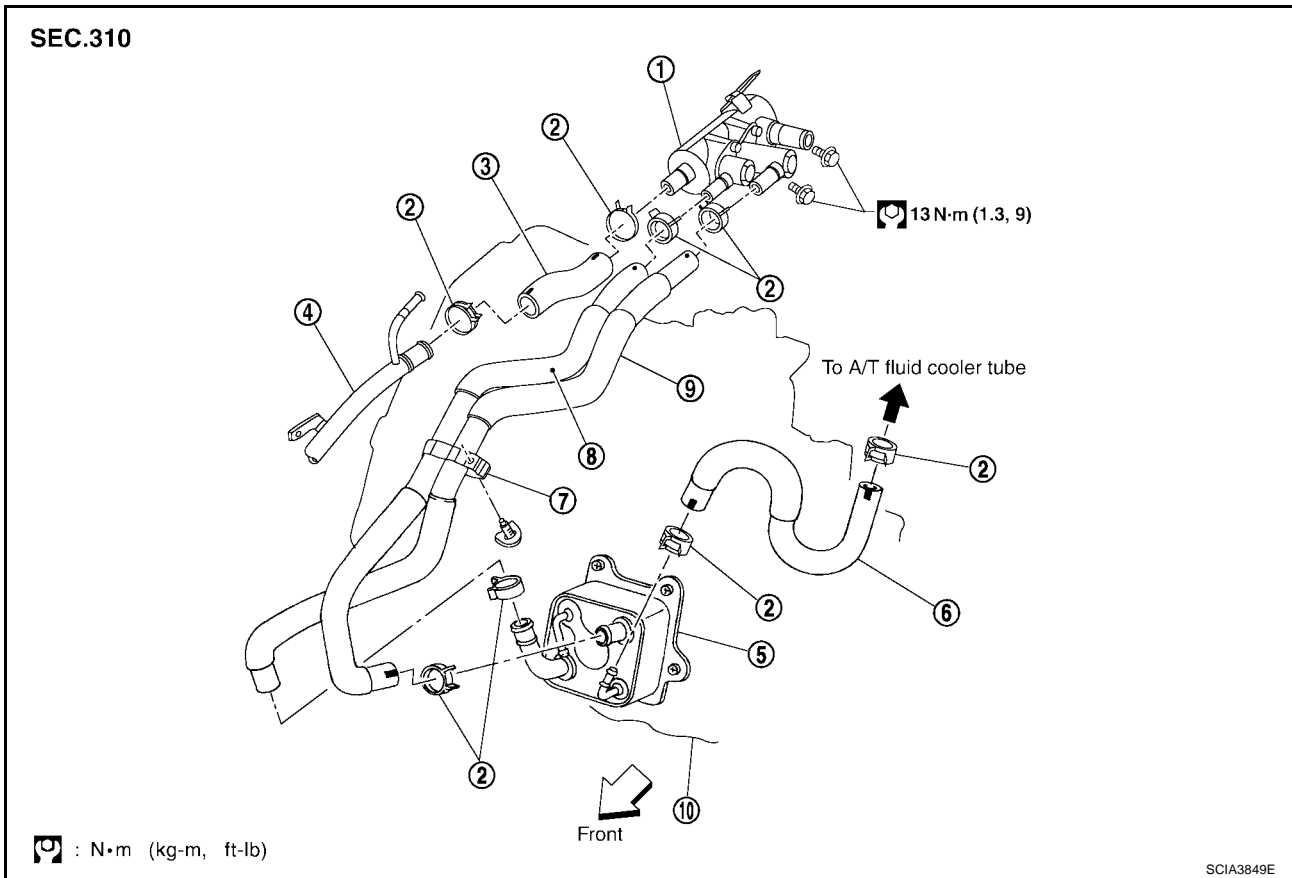 SEC.310
1
2
3
2
13 N•m (1.3, 9)
2
4
To A/T fluid cooler tube
9
8
2
7
2
6
5
2
10
Front
: N•m (kg-m, ft-lb)
SCIA3849E